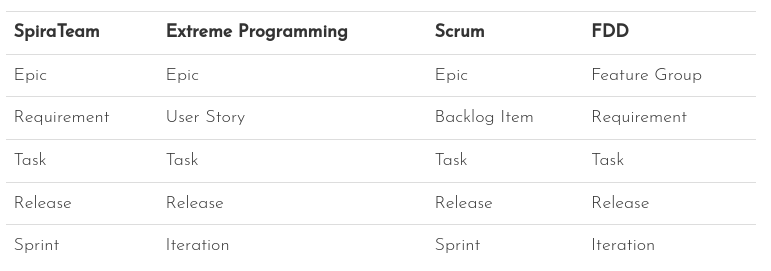 SpiraTeam Extreme Programming Scrum FDD
Epic Epic Epic Feature Group
Requirement User Story Backlog Item Requirement
Task Task Task Task
Release Release Release Release
Sprint Iteration Sprint Iteration